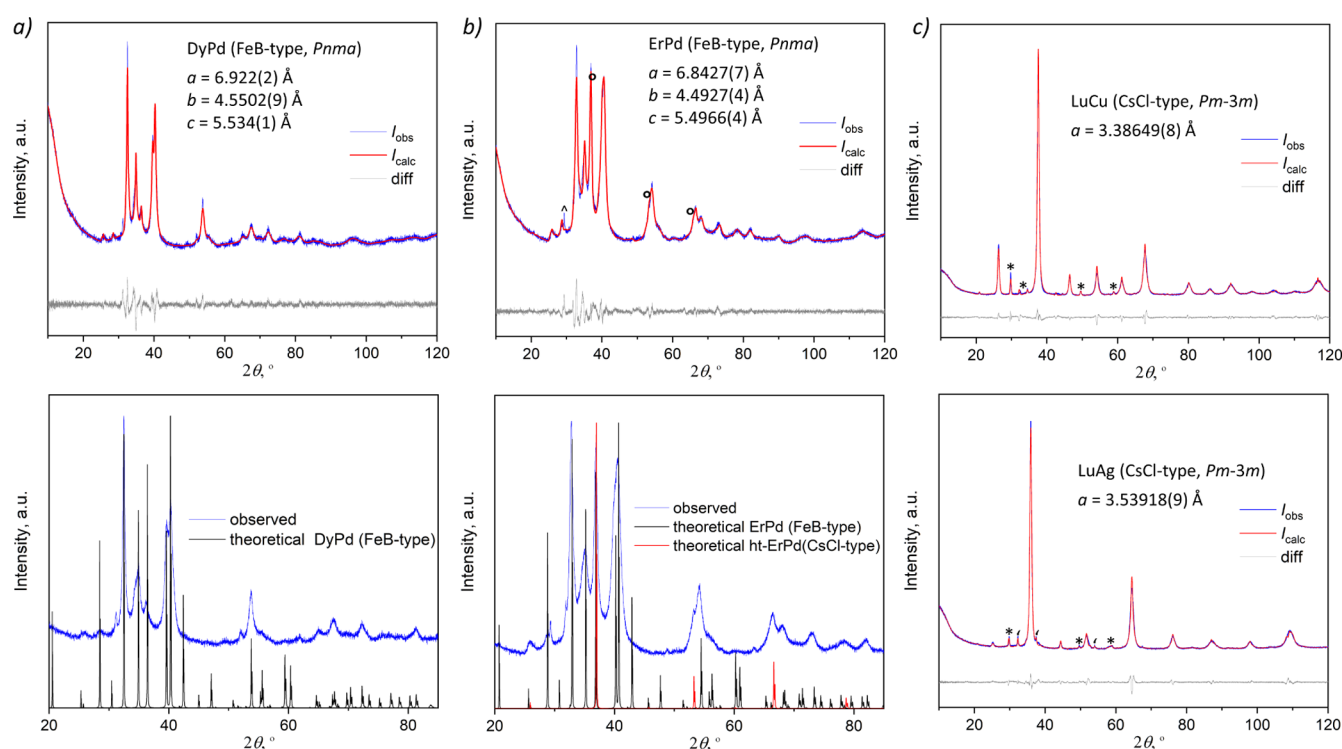 a)
DyPd (FeB-type, Pnma)
a = 6.922(2) Å
b = 4.5502(9) Å
c = 5.534(1) Å
Iobs
Icalc
diff
Intensity, a.u.
20 40 60 80 100 120
2θ, °
observed
theoretical DyPd (FeB-type)
Intensity, a.u.
20 40 60 80
2θ, °
b)
ErPd (FeB-type, Pnma)
a = 6.8427(7) Å
b = 4.4927(4) Å
c = 5.4966(4) Å
Iobs
Icalc
diff
^
Intensity, a.u.
20 40 60 80 100 120
2θ, °
observed
theoretical ErPd (FeB-type)
theoretical ht-ErPd(CsCl-type)
Intensity, a.u.
20 40 60 80
2θ, °
c)
LuCu (CsCl-type, Pm-3m)
a = 3.38649(8) Å
Iobs
Icalc
diff
* * * *
Intensity, a.u.
20 40 60 80 100 120
2θ, °
LuAg (CsCl-type, Pm-3m)
a = 3.53918(9) Å
Iobs
Icalc
diff
* * *
Intensity, a.u.
20 40 60 80 100 120
2θ, °